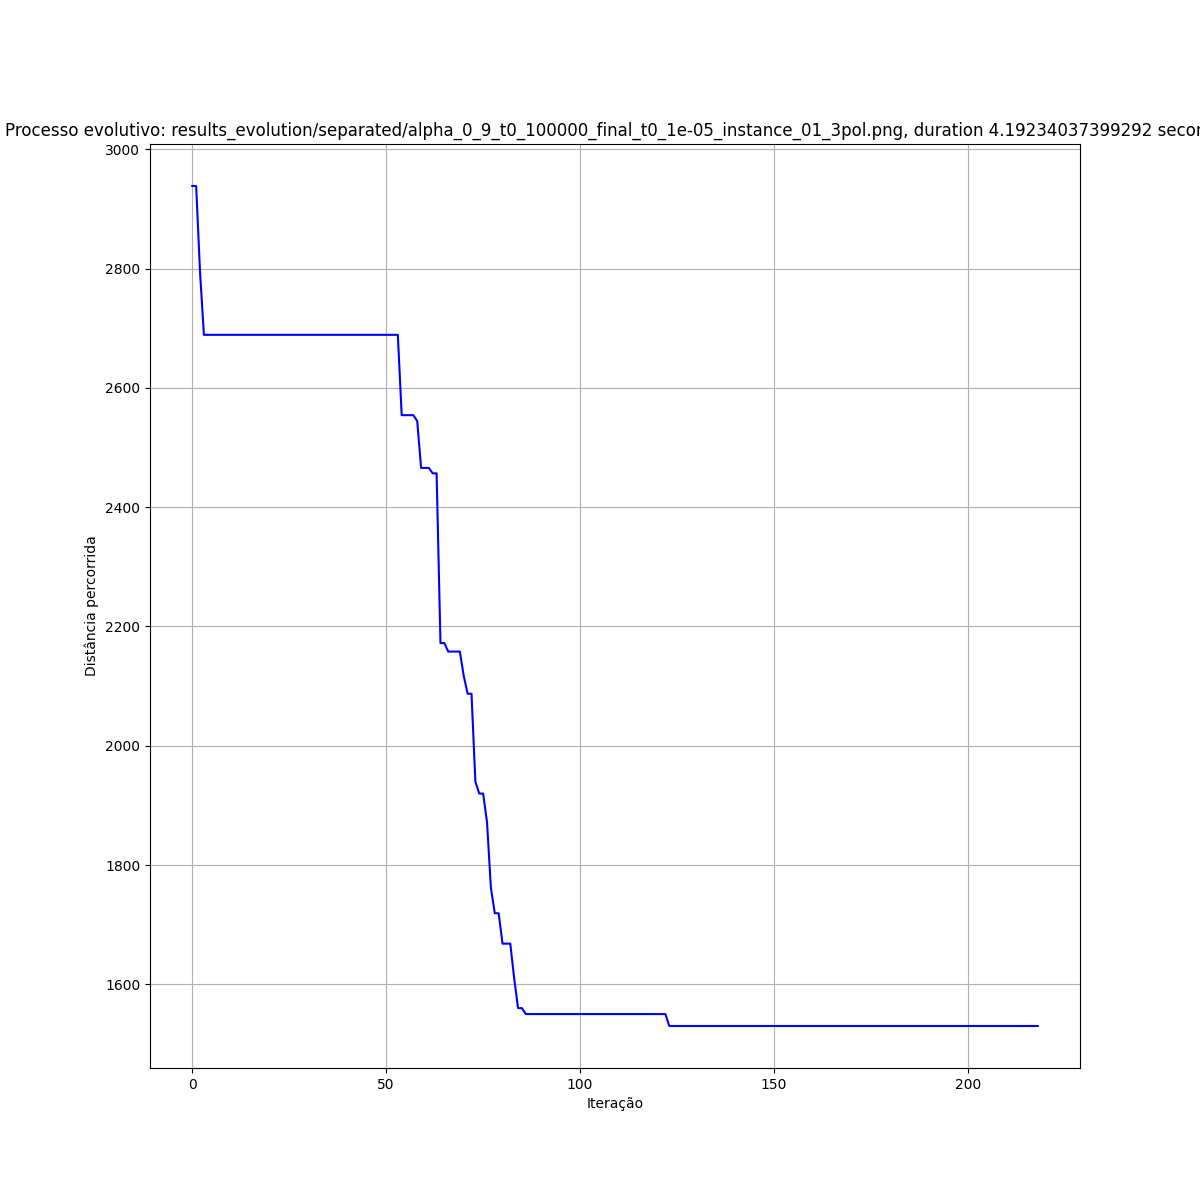 Processo evolutivo: results_evolution/separated/alpha_0_9_t0_100000_final_t0_1e-05_instance_01_3pol.png, duration 4.19234037399292 secor
3000
2800
2600
2400
2200
2000
1800
1600
Distância percorrida
0 50 100 150 200
Iteração